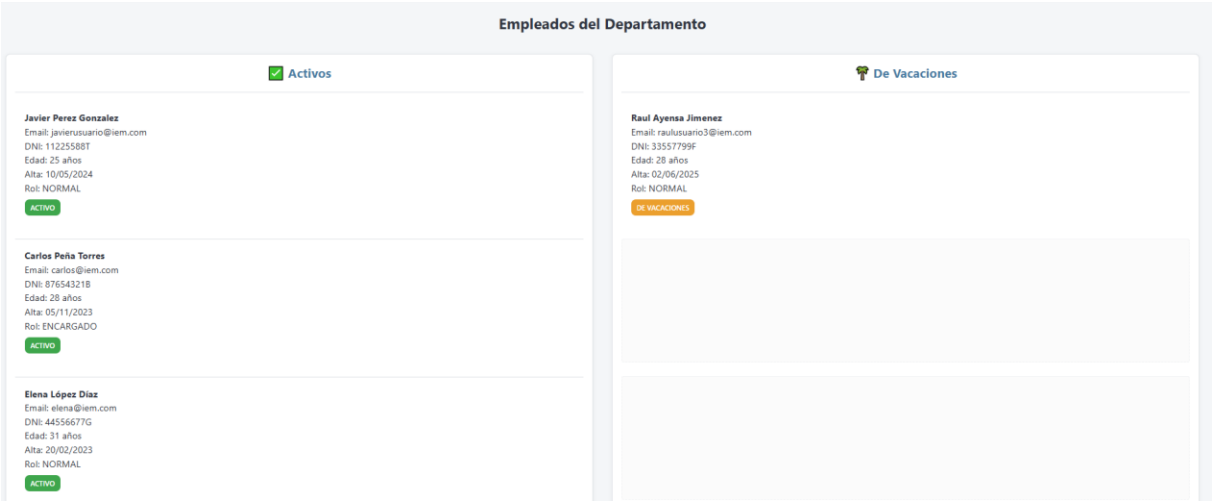 Empleados del Departamento
✅ Activos
Javier Perez Gonzalez
Email: javierusuario@iem.com
DNI: 11225588T
Edad: 25 años
Alta: 10/05/2024
Rol: NORMAL
ACTIVO
Carlos Peña Torres
Email: carlos@iem.com
DNI: 87654321B
Edad: 28 años
Alta: 05/11/2023
Rol: ENCARGADO
ACTIVO
Elena López Díaz
Email: elena@iem.com
DNI: 44556677G
Edad: 31 años
Alta: 20/02/2023
Rol: NORMAL
ACTIVO
🌴 De Vacaciones
Raul Ayensa Jimenez
Email: raulusuario3@iem.com
DNI: 33557799F
Edad: 28 años
Alta: 02/06/2025
Rol: NORMAL
DE VACACIONES